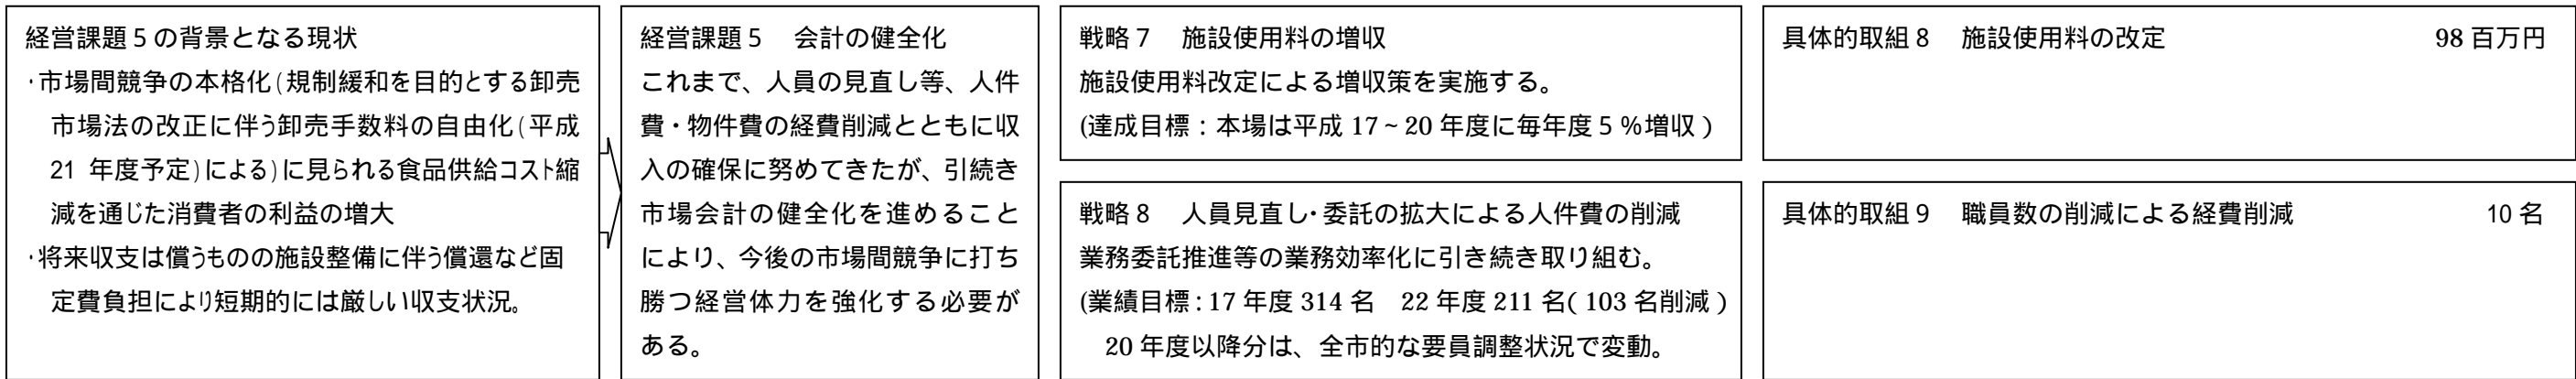 経営課題5の背景となる現状
・市場間競争の本格化(規制緩和を目的とする卸売
市場法の改正に伴う卸売手数料の自由化(平成
21 年度予定)による)に見られる食品供給コスト縮
減を通じた消費者の利益の増大
・将来収支は償うものの施設整備に伴う償還など固
定費負担により短期的には厳しい収支状況。
経営課題5　会計の健全化
これまで、人員の見直し等、人件
費・物件費の経費削減とともに収
入の確保に努めてきたが、引続き
市場会計の健全化を進めること
により、今後の市場間競争に打ち
勝つ経営体力を強化する必要が
ある。
戦略7　施設使用料の増収
施設使用料改定による増収策を実施する。
(達成目標：本場は平成 17～20 年度に毎年度5％増収)
戦略8　人員見直し・委託の拡大による人件費の削減
業務委託推進等の業務効率化に引き続き取り組む。
(業績目標：17 年度 314 名　22 年度 211 名(103 名削減)
20 年度以降分は、全市的な要員調整状況で変動。
具体的取組8　施設使用料の改定　98 百万円
具体的取組9　職員数の削減による経費削減　10 名